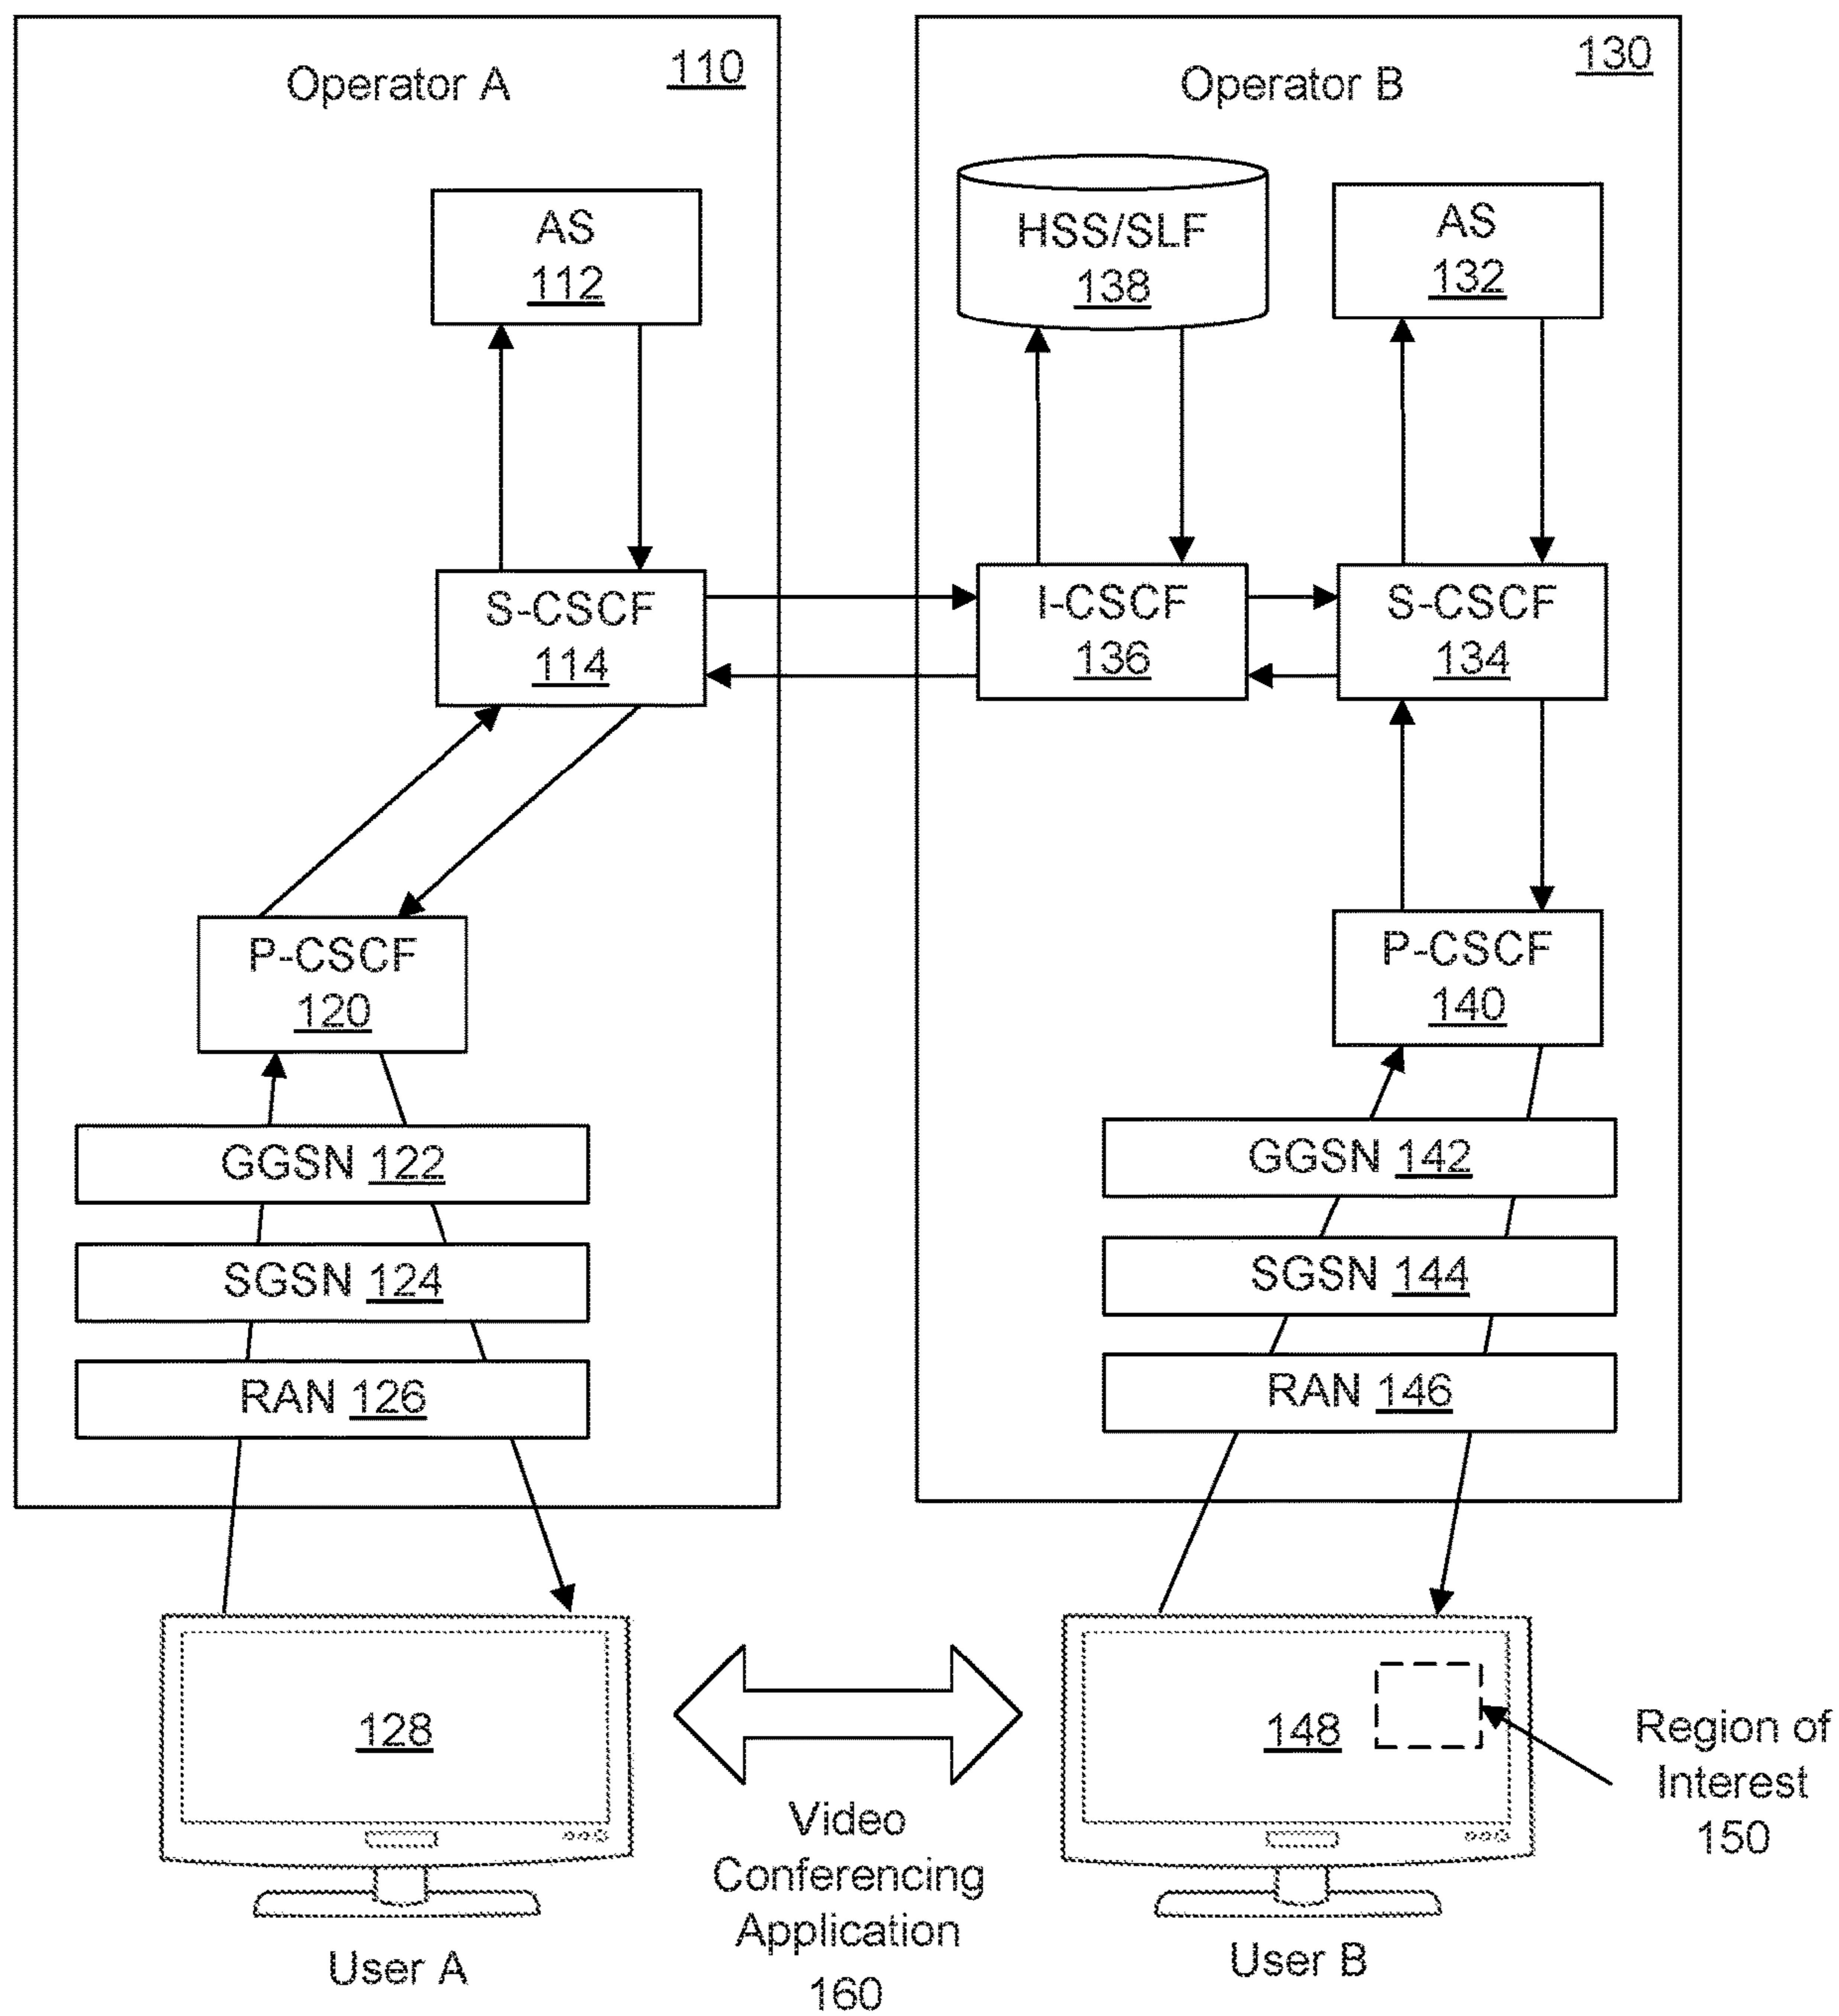 Operator A
110
AS
112
S-CSCF
114
P-CSCF
120
GGSN 122
SGSN 124
RAN 126
128
User A
Operator B
130
HSS/SLF
138
AS
132
I-CSCF
136
S-CSCF
134
P-CSCF
140
GGSN 142
SGSN 144
RAN 146
148
User B
Region of
Interest
150
Video
Conferencing
Application
160